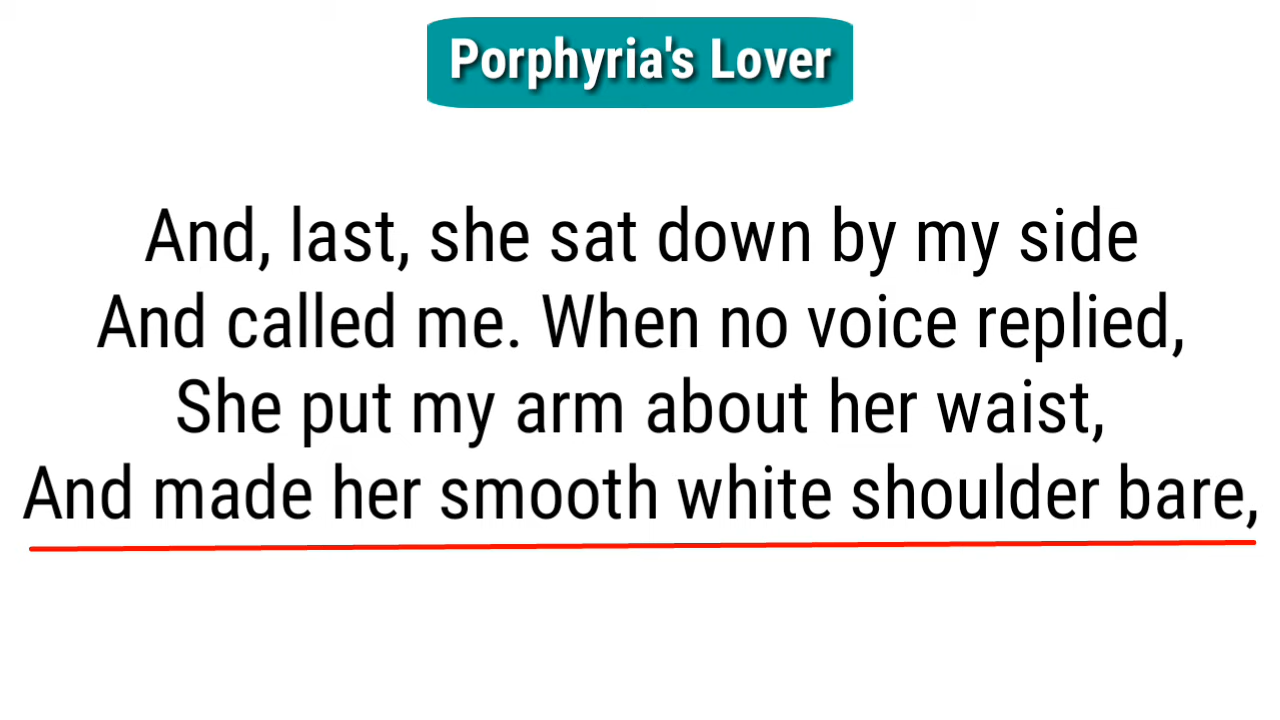 Porphyria's Lover
And, last, she sat down by my side
And called me. When no voice replied,
She put my arm about her waist,
And made her smooth white shoulder bare,